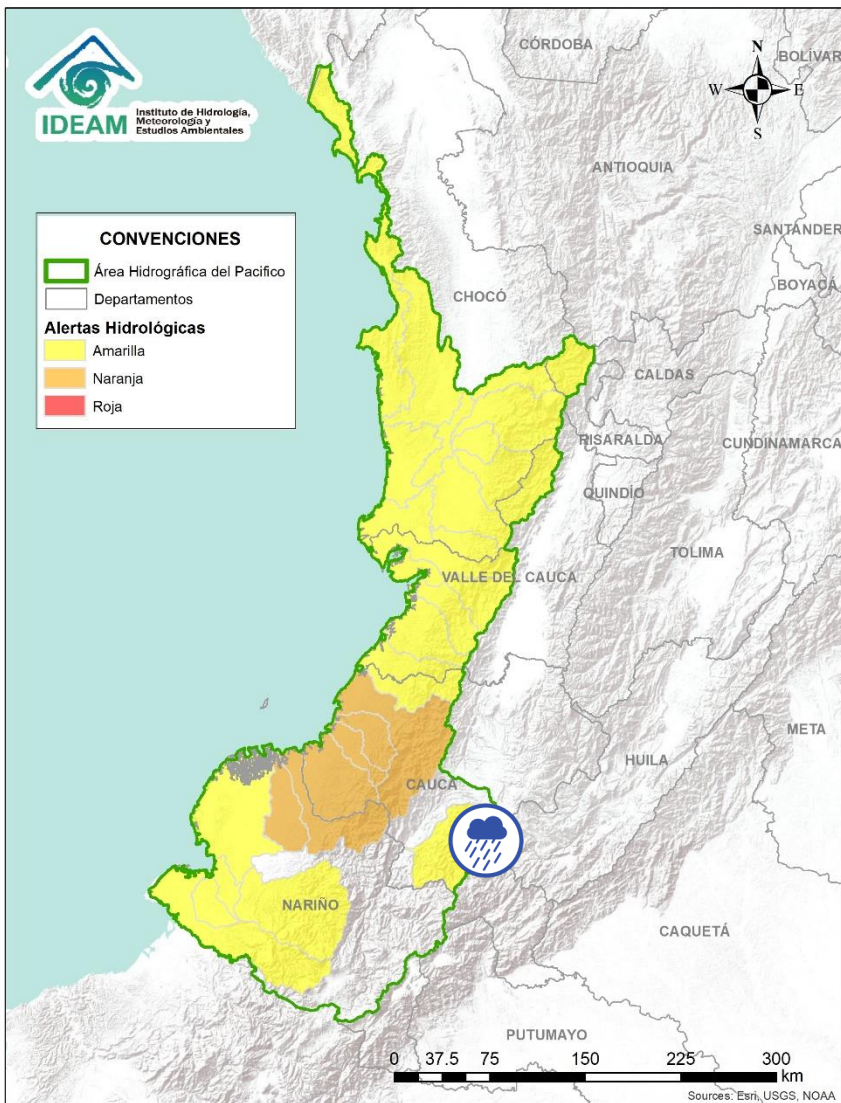 IDEAM
Instituto de Hidrología,
Meteorología y
Estudios Ambientales
N
W E
S
CÓRDOBA
BOLÍVAR
ANTIOQUIA
SANTANDER
BOYACÁ
CONVENCIONES
Área Hidrográfica del Pacifico
Departamentos
Alertas Hidrológicas
Amarilla
Naranja
Roja
CHOCÓ
CALDAS
RISARALDA
CUNDINAMARCA
QUINDÍO
TOLIMA
VALLE DEL CAUCA
META
HUILA
CAUCA
NARIÑO
CAQUETÁ
PUTUMAYO
0 37.5 75 150 225 300
km
Sources: Esri, USGS, NOAA